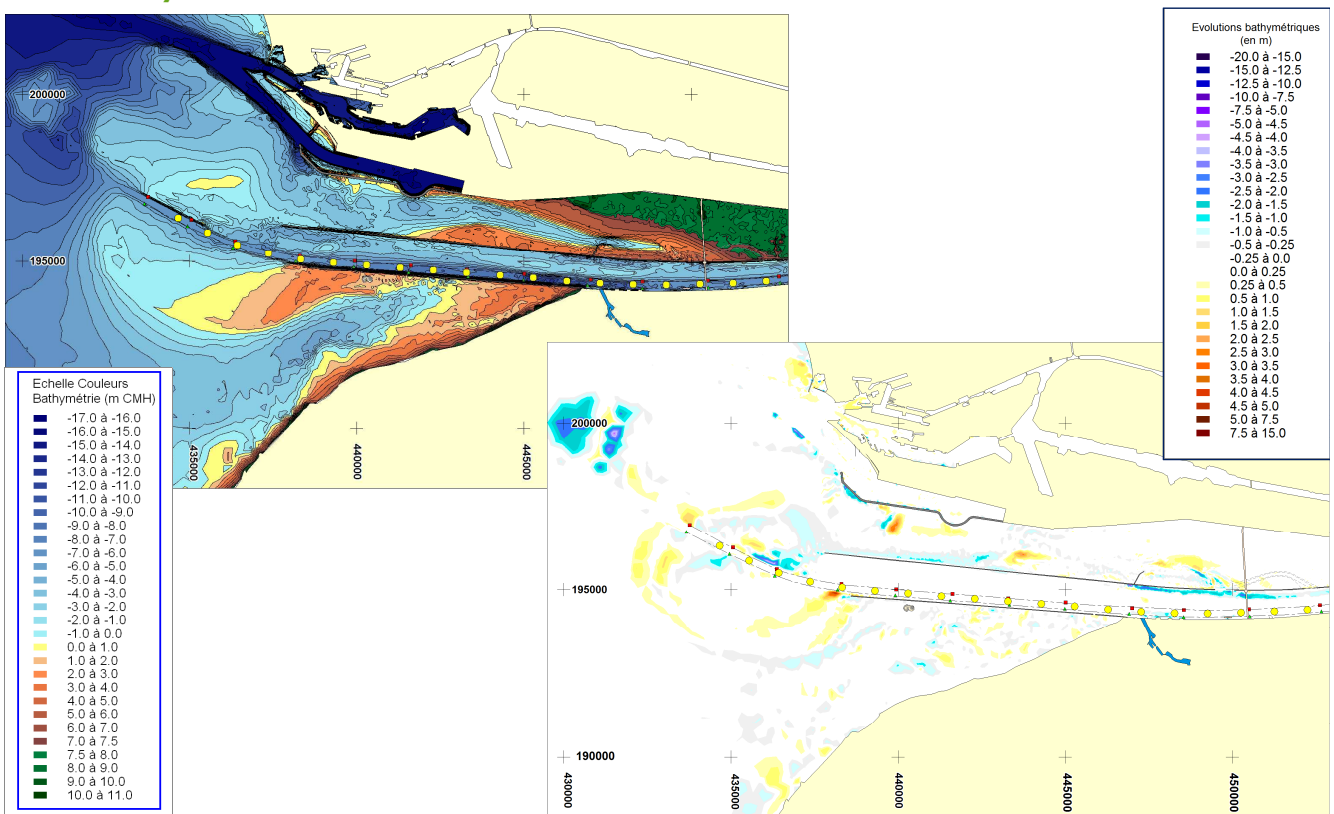 200000
195000
435000
440000
445000
Echelle Couleurs
Bathymétrie (m CMH)
-17.0 à -16.0
-16.0 à -15.0
-15.0 à -14.0
-14.0 à -13.0
-13.0 à -12.0
-12.0 à -11.0
-11.0 à -10.0
-10.0 à -9.0
-9.0 à -8.0
-8.0 à -7.0
-7.0 à -6.0
-6.0 à -5.0
-5.0 à -4.0
-4.0 à -3.0
-3.0 à -2.0
-2.0 à -1.0
-1.0 à 0.0
0.0 à 1.0
1.0 à 2.0
2.0 à 3.0
3.0 à 4.0
4.0 à 5.0
5.0 à 6.0
6.0 à 7.0
7.0 à 7.5
7.5 à 8.0
8.0 à 9.0
9.0 à 10.0
10.0 à 11.0
Evolutions bathymétriques
(en m)
-20.0 à -15.0
-15.0 à -12.5
-12.5 à -10.0
-10.0 à -7.5
-7.5 à -5.0
-5.0 à -4.5
-4.5 à -4.0
-4.0 à -3.5
-3.5 à -3.0
-3.0 à -2.5
-2.5 à -2.0
-2.0 à -1.5
-1.5 à -1.0
-1.0 à -0.5
-0.5 à -0.25
-0.25 à 0.0
0.0 à 0.25
0.25 à 0.5
0.5 à 1.0
1.0 à 1.5
1.5 à 2.0
2.0 à 2.5
2.5 à 3.0
3.0 à 3.5
3.5 à 4.0
4.0 à 4.5
4.5 à 5.0
5.0 à 7.5
7.5 à 15.0
200000
195000
190000
430000
435000
440000
445000
450000